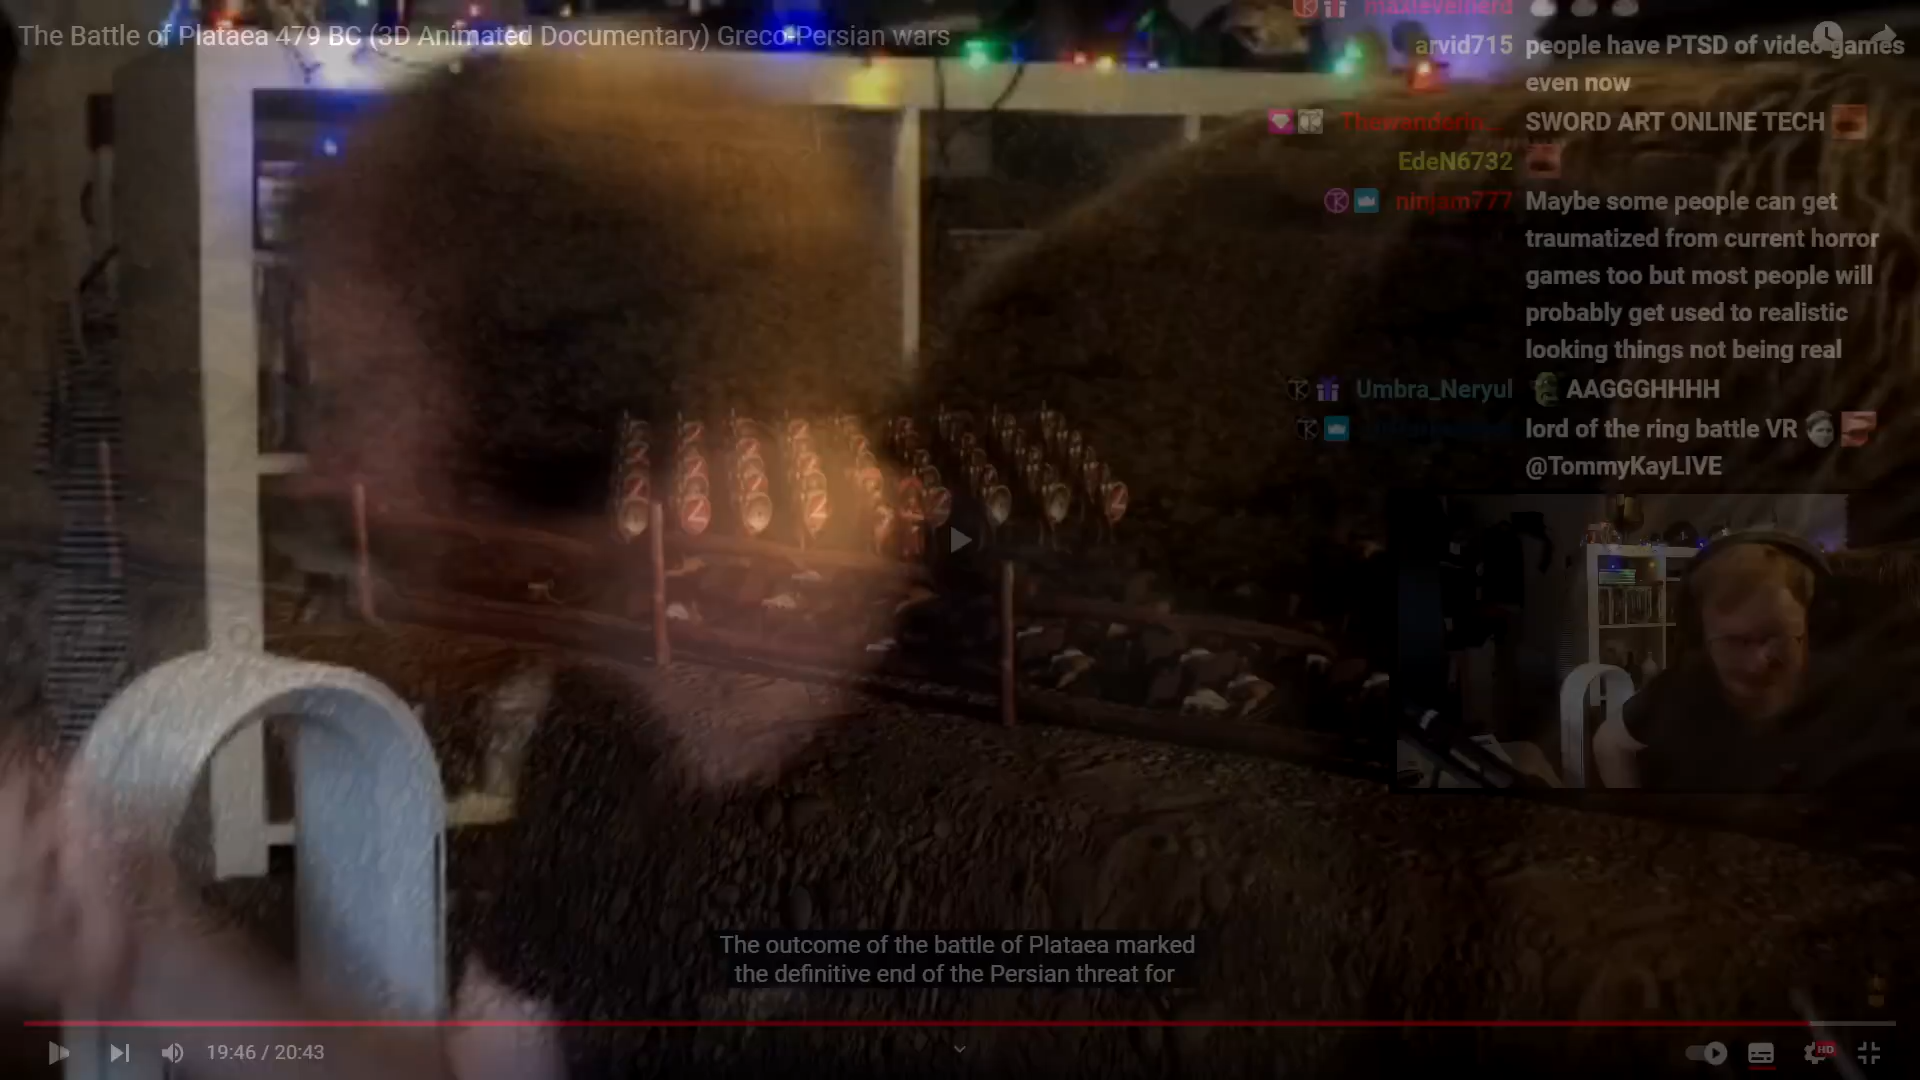 The Battle of Plataea 479 BC (3D Animated Documentary) Greco-Persian wars
maxlevelnerd
arvid715 people have PTSD of video games
even now
Thewanderin... SWORD ART ONLINE TECH
EdeN6732
ninjam777 Maybe some people can get
traumatized from current horror
games too but most people will
probably get used to realistic
looking things not being real
Umbra_Neryul AAGGGHHHH
lord of the ring battle VR
@TommyKayLIVE
The outcome of the battle of Plataea marked
the definitive end of the Persian threat for
19:46 / 20:43
HD